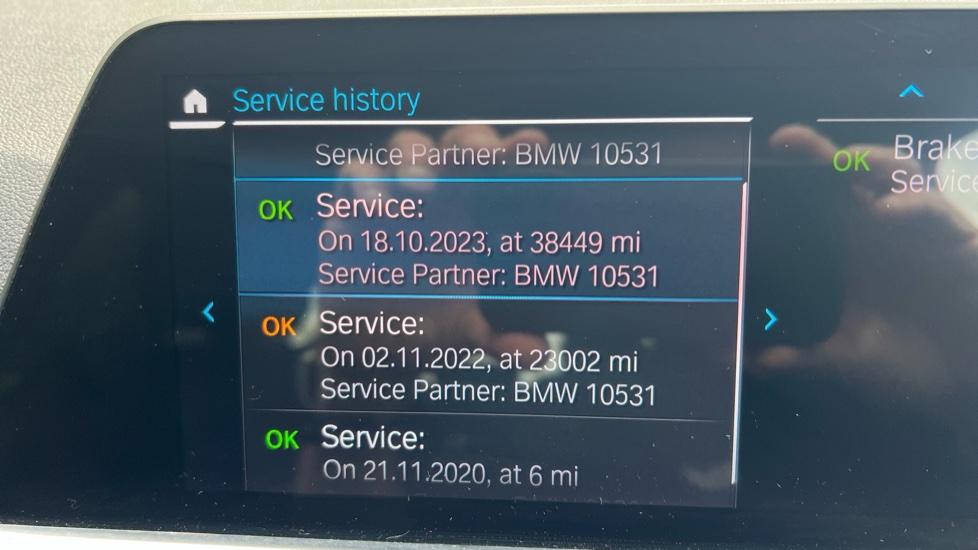 Service history
Service Partner: BMW 10531
OK Service:
On 18.10.2023, at 38449 mi
Service Partner: BMW 10531
OK Service:
On 02.11.2022, at 23002 mi
Service Partner: BMW 10531
OK Service:
On 21.11.2020, at 6 mi
OK Brake